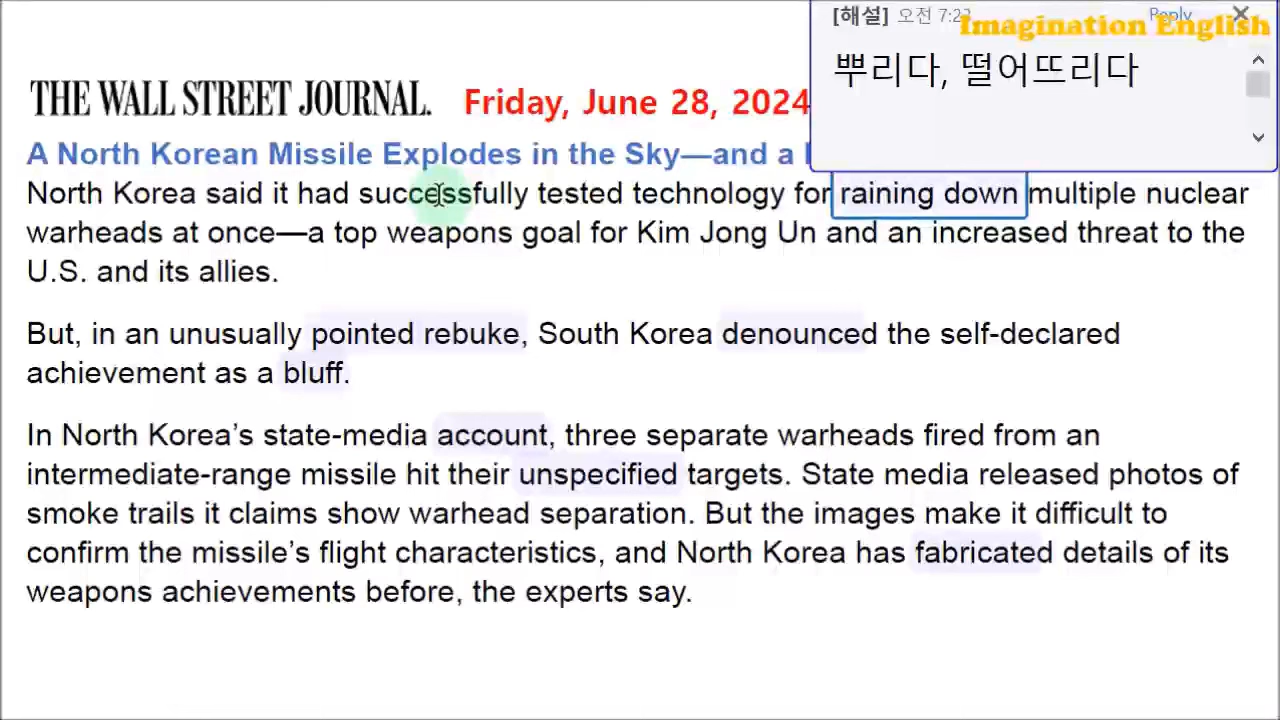 [해설] 오전 7:22 Reply
Imagination English
뿌리다, 떨어뜨리다
THE WALL STREET JOURNAL. Friday, June 28, 2024
A North Korean Missile Explodes in the Sky—and a
North Korea said it had successfully tested technology for raining down multiple nuclear
warheads at once—a top weapons goal for Kim Jong Un and an increased threat to the
U.S. and its allies.
But, in an unusually pointed rebuke, South Korea denounced the self-declared
achievement as a bluff.
In North Korea’s state-media account, three separate warheads fired from an
intermediate-range missile hit their unspecified targets. State media released photos of
smoke trails it claims show warhead separation. But the images make it difficult to
confirm the missile’s flight characteristics, and North Korea has fabricated details of its
weapons achievements before, the experts say.